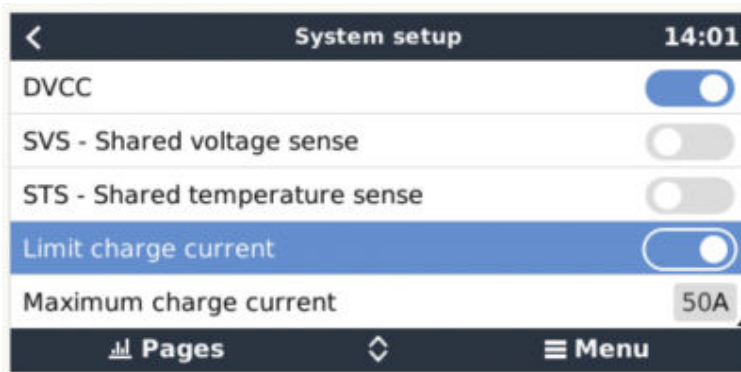 System setup 14:01
DVCC
SVS - Shared voltage sense
STS - Shared temperature sense
Limit charge current
Maximum charge current 50A
Pages Menu